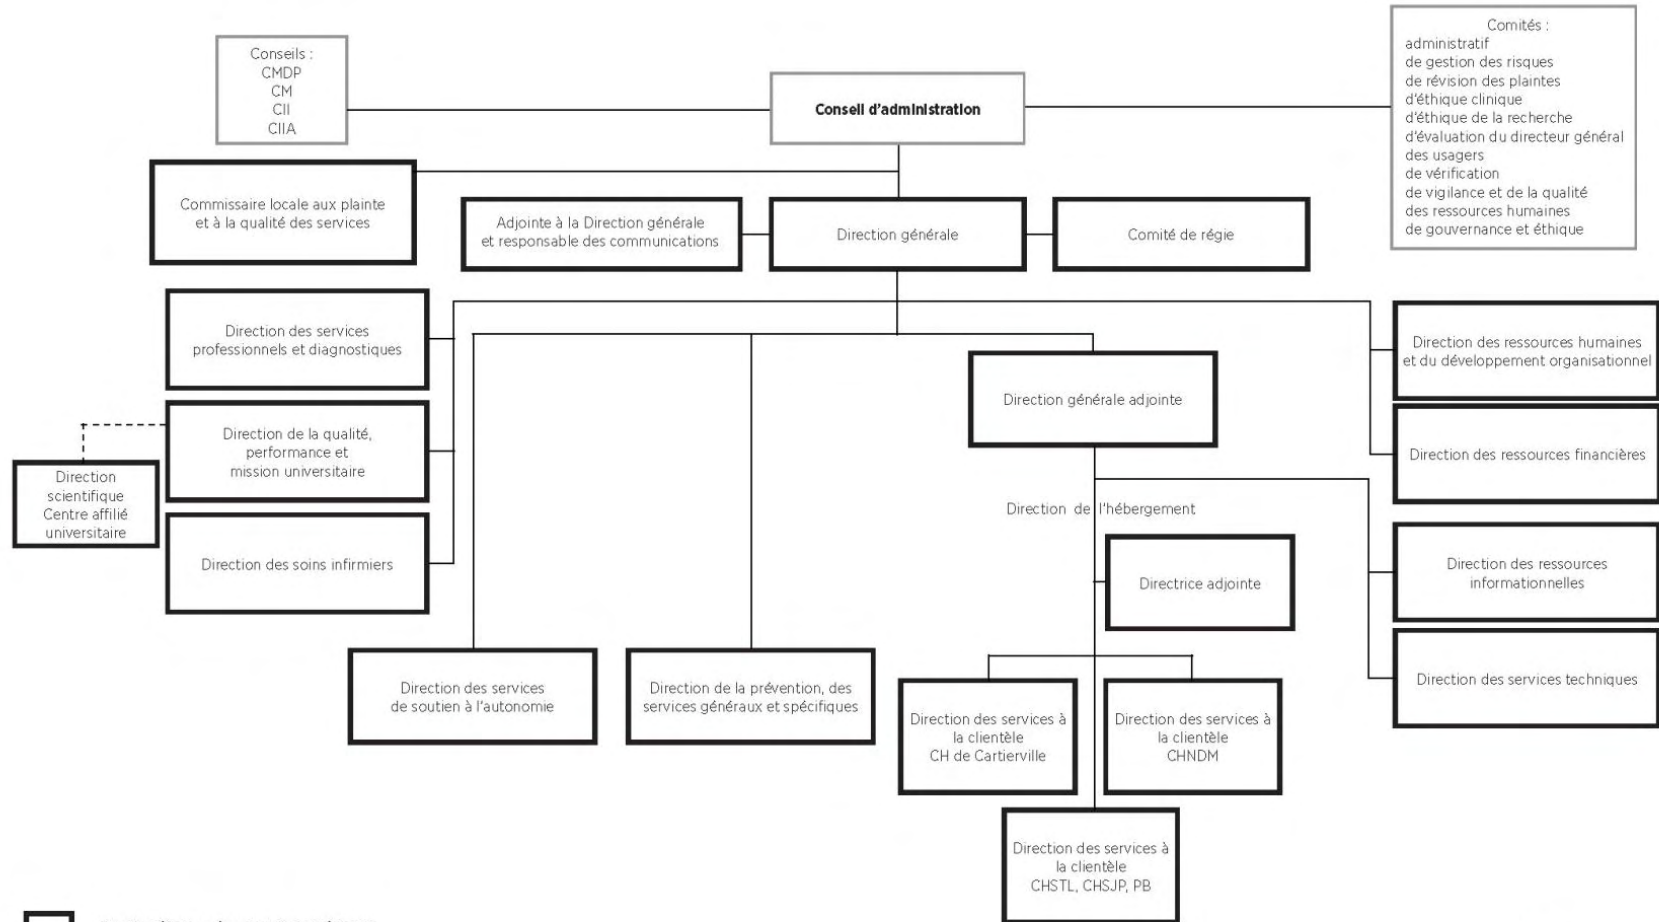 Conseils :
CMDP
CM
CII
CIIA
Conseil d'administration
Comités :
administratif
de gestion des risques
de révision des plaintes
d'éthique clinique
d'éthique de la recherche
d'évaluation du directeur général
des usagers
de vérification
de vigilance et de la qualité
des ressources humaines
de gouvernance et éthique
Commissaire locale aux plainte
et à la qualité des services
Adjointe à la Direction générale
et responsable des communications
Direction générale
Comité de régie
Direction des services
professionnels et diagnostiques
Direction des ressources humaines
et du développement organisationnel
Direction générale adjointe
Direction de la qualité,
performance et
mission universitaire
Direction des ressources financières
Direction
scientifique
Centre affilié
universitaire
Direction de l'hébergement
Direction des soins infirmiers
Directrice adjointe
Direction des ressources
informationnelles
Direction des services
de soutien à l'autonomie
Direction de la prévention, des
services généraux et spécifiques
Direction des services à
la clientèle
CH de Cartierville
Direction des services à
la clientèle
CHNDM
Direction des services techniques
Direction des services à
la clientèle
CHSTL, CHSJP, PB